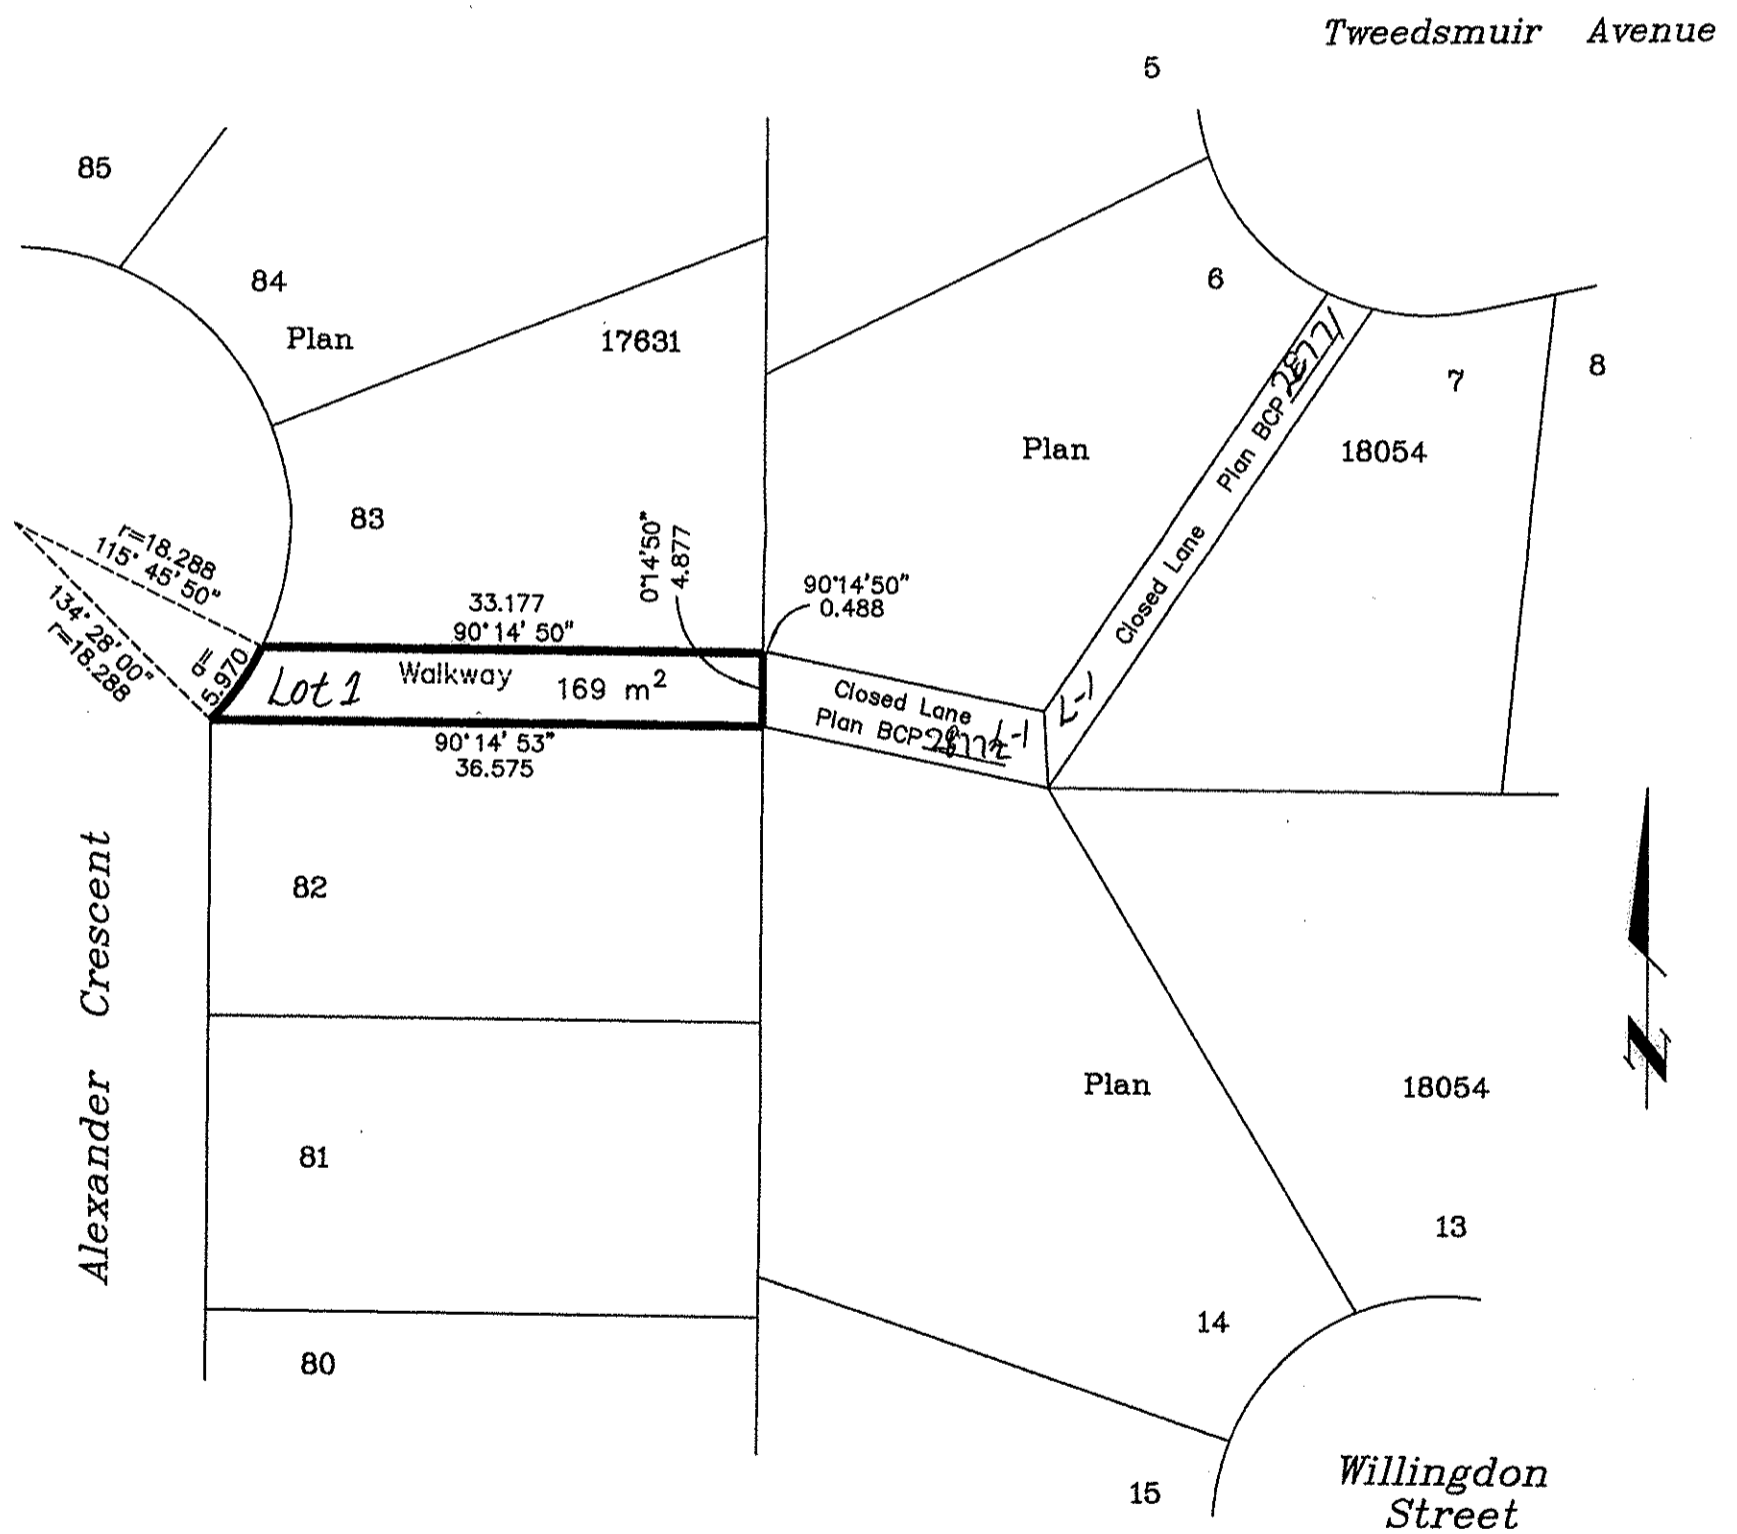 Tweedsmuir Avenue
5
85
84
Plan
17631
6
7
8
Plan
18054
Closed Lane Plan BCP28771
L-1
83
r=18.288
115° 45' 50"
134° 28' 00"
r=18.288
a=
5.970
33.177
90°14' 50"
0°14'50"
4.877
90°14'50"
0.488
Lot 1
Walkway 169 m²
90°14' 53"
36.575
Closed Lane
Plan BCP28772 L-1
Alexander Crescent
82
81
80
Plan
18054
13
14
15
Willingdon
Street
N